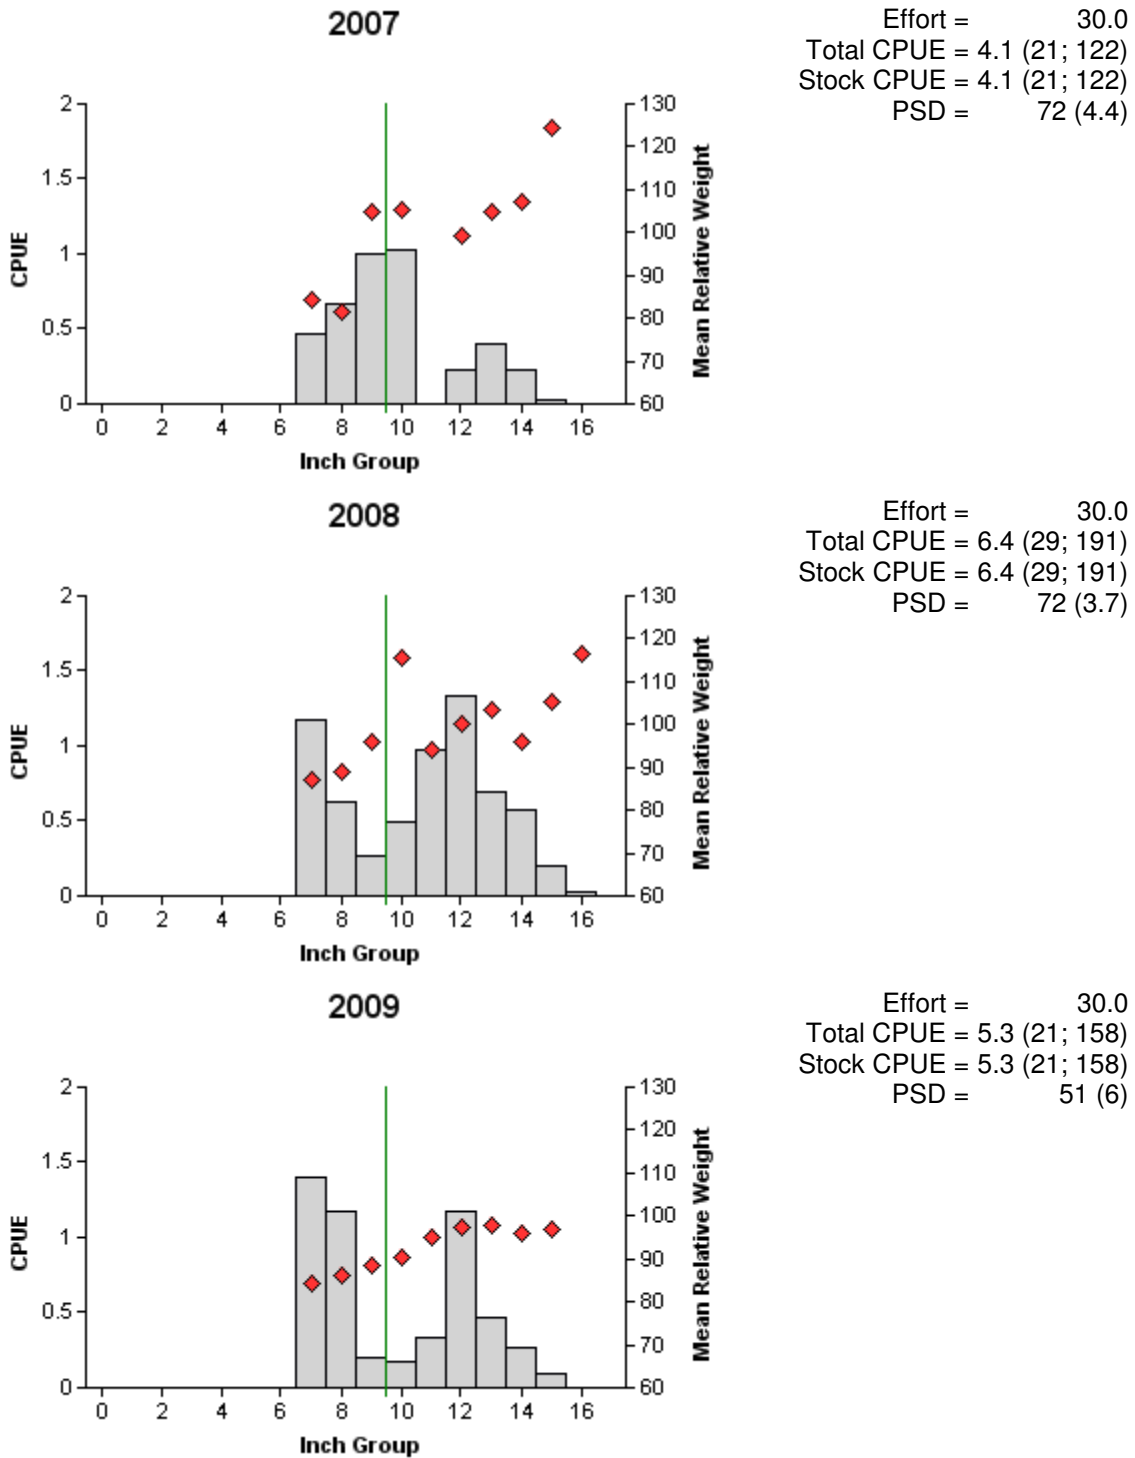 2007
Effort = 30.0
Total CPUE = 4.1 (21; 122)
Stock CPUE = 4.1 (21; 122)
PSD = 72 (4.4)
2
1.5
1
0.5
0
CPUE
130
120
110
100
90
80
70
60
Mean Relative Weight
0 2 4 6 8 10 12 14 16
Inch Group
2008
Effort = 30.0
Total CPUE = 6.4 (29; 191)
Stock CPUE = 6.4 (29; 191)
PSD = 72 (3.7)
2
1.5
1
0.5
0
CPUE
130
120
110
100
90
80
70
60
Mean Relative Weight
0 2 4 6 8 10 12 14 16
Inch Group
2009
Effort = 30.0
Total CPUE = 5.3 (21; 158)
Stock CPUE = 5.3 (21; 158)
PSD = 51 (6)
2
1.5
1
0.5
0
CPUE
130
120
110
100
90
80
70
60
Mean Relative Weight
0 2 4 6 8 10 12 14 16
Inch Group